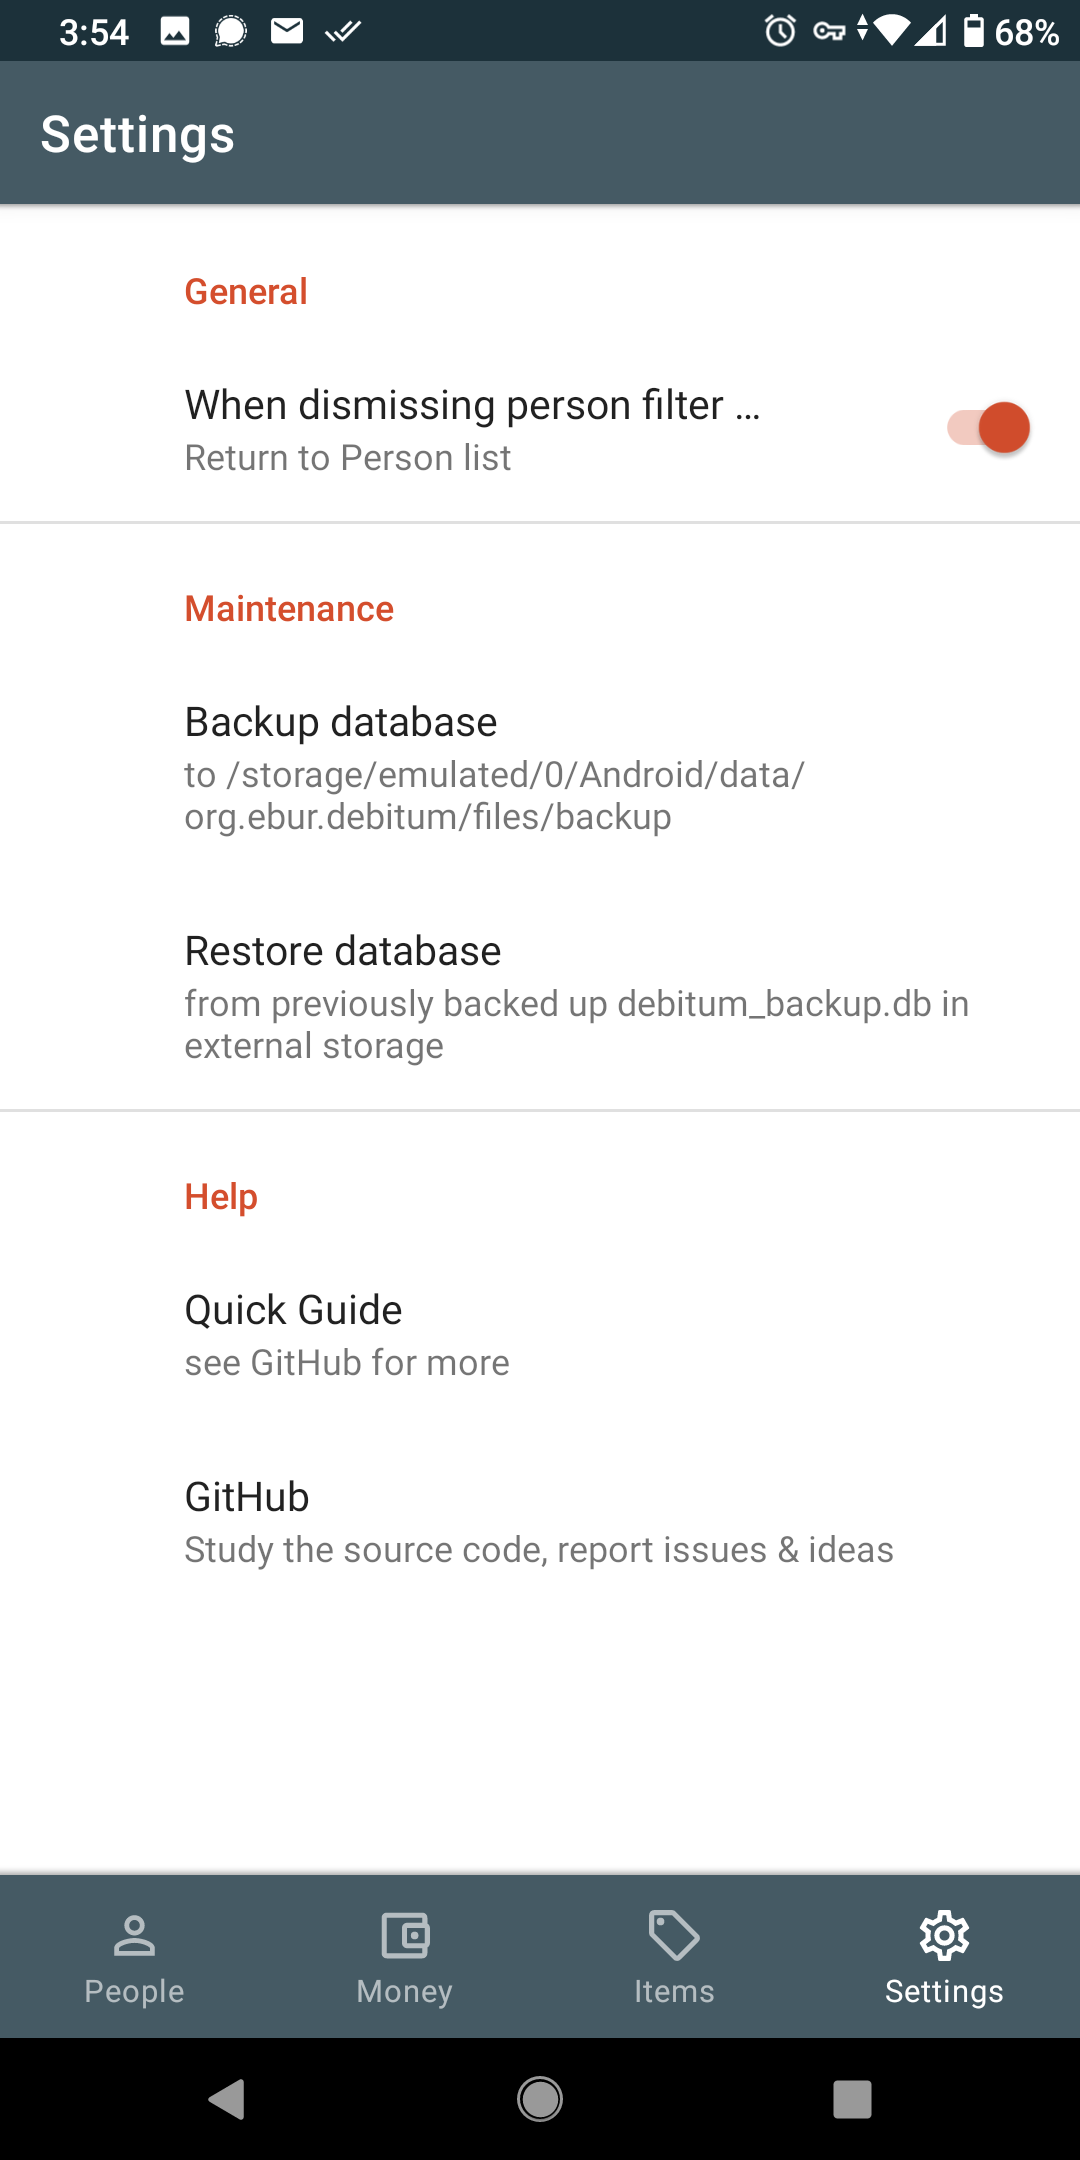 3:54
68%
Settings
General
When dismissing person filter ...
Return to Person list
Maintenance
Backup database
to /storage/emulated/0/Android/data/
org.ebur.debitum/files/backup
Restore database
from previously backed up debitum_backup.db in
external storage
Help
Quick Guide
see GitHub for more
GitHub
Study the source code, report issues & ideas
People
Money
Items
Settings